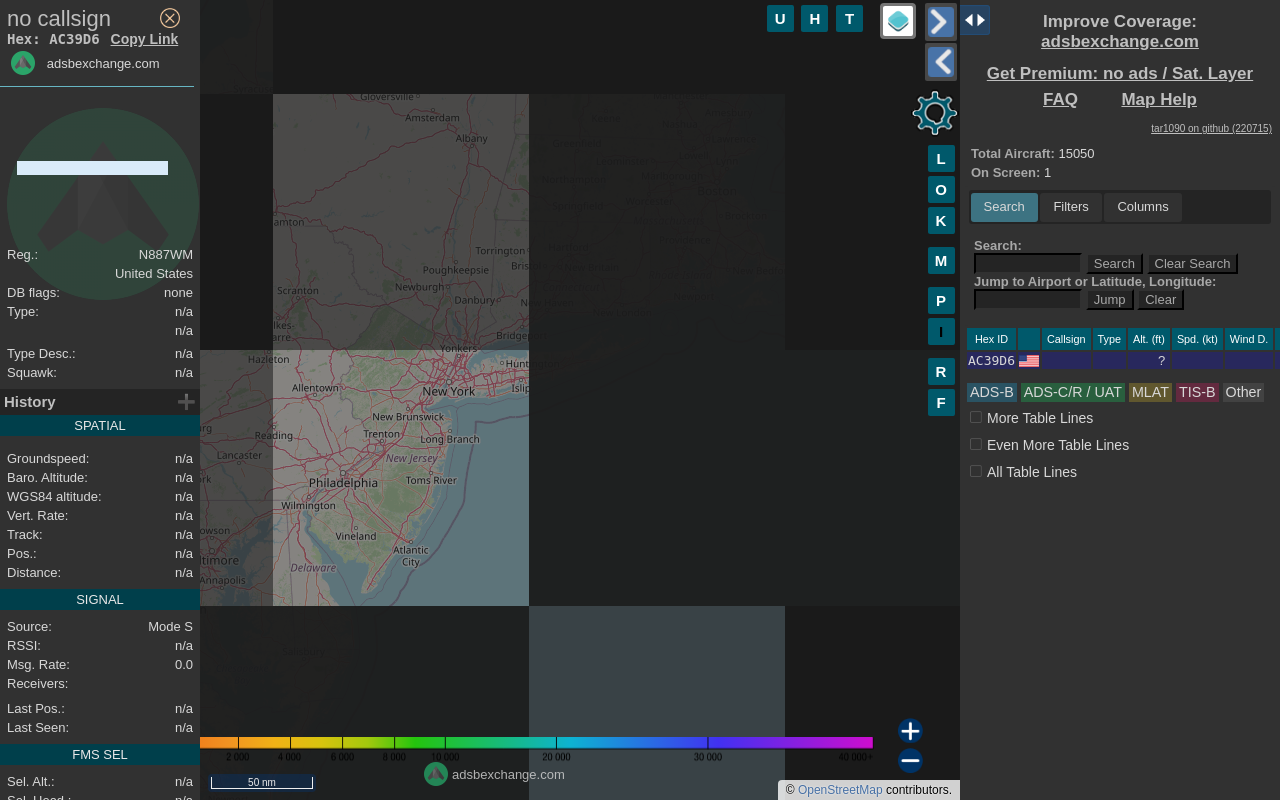 no callsign
Hex: AC39D6 Copy Link
adsbexchange.com
Reg.: N887WM
United States
DB flags: none
Type: n/a
n/a
Type Desc.: n/a
Squawk: n/a
History
SPATIAL
Groundspeed: n/a
Baro. Altitude: n/a
WGS84 altitude: n/a
Vert. Rate: n/a
Track: n/a
Pos.: n/a
Distance: n/a
SIGNAL
Source: Mode S
RSSI: n/a
Msg. Rate: 0.0
Receivers:
Last Pos.: n/a
Last Seen: n/a
FMS SEL
Sel. Alt.: n/a
Sel. Head.: n/a
U H T
L
O
K
M
P
I
R
F
Gloversville
Amsterdam
Albany
Torrington
Poughkeepsie
Newburgh
Scranton
Danbury
Yonkers
Hazleton
Allentown
New York
New Brunswick
Reading
Trenton
Long Branch
Lancaster
New Jersey
Philadelphia
Toms River
Wilmington
Vineland
Atlantic
City
Delaware
Annapolis
2 000 4 000 6 000 8 000 10 000 20 000 30 000 40 000+
adsbexchange.com
50 nm
© OpenStreetMap contributors.
Improve Coverage:
adsbexchange.com
Get Premium: no ads / Sat. Layer
FAQ Map Help
tar1090 on github (220715)
Total Aircraft: 15050
On Screen: 1
Search Filters Columns
Search:
Search Clear Search
Jump to Airport or Latitude, Longitude:
Jump Clear
Hex ID Callsign Type Alt. (ft) Spd. (kt) Wind D.
AC39D6 ?
ADS-B ADS-C/R / UAT MLAT TIS-B Other
More Table Lines
Even More Table Lines
All Table Lines